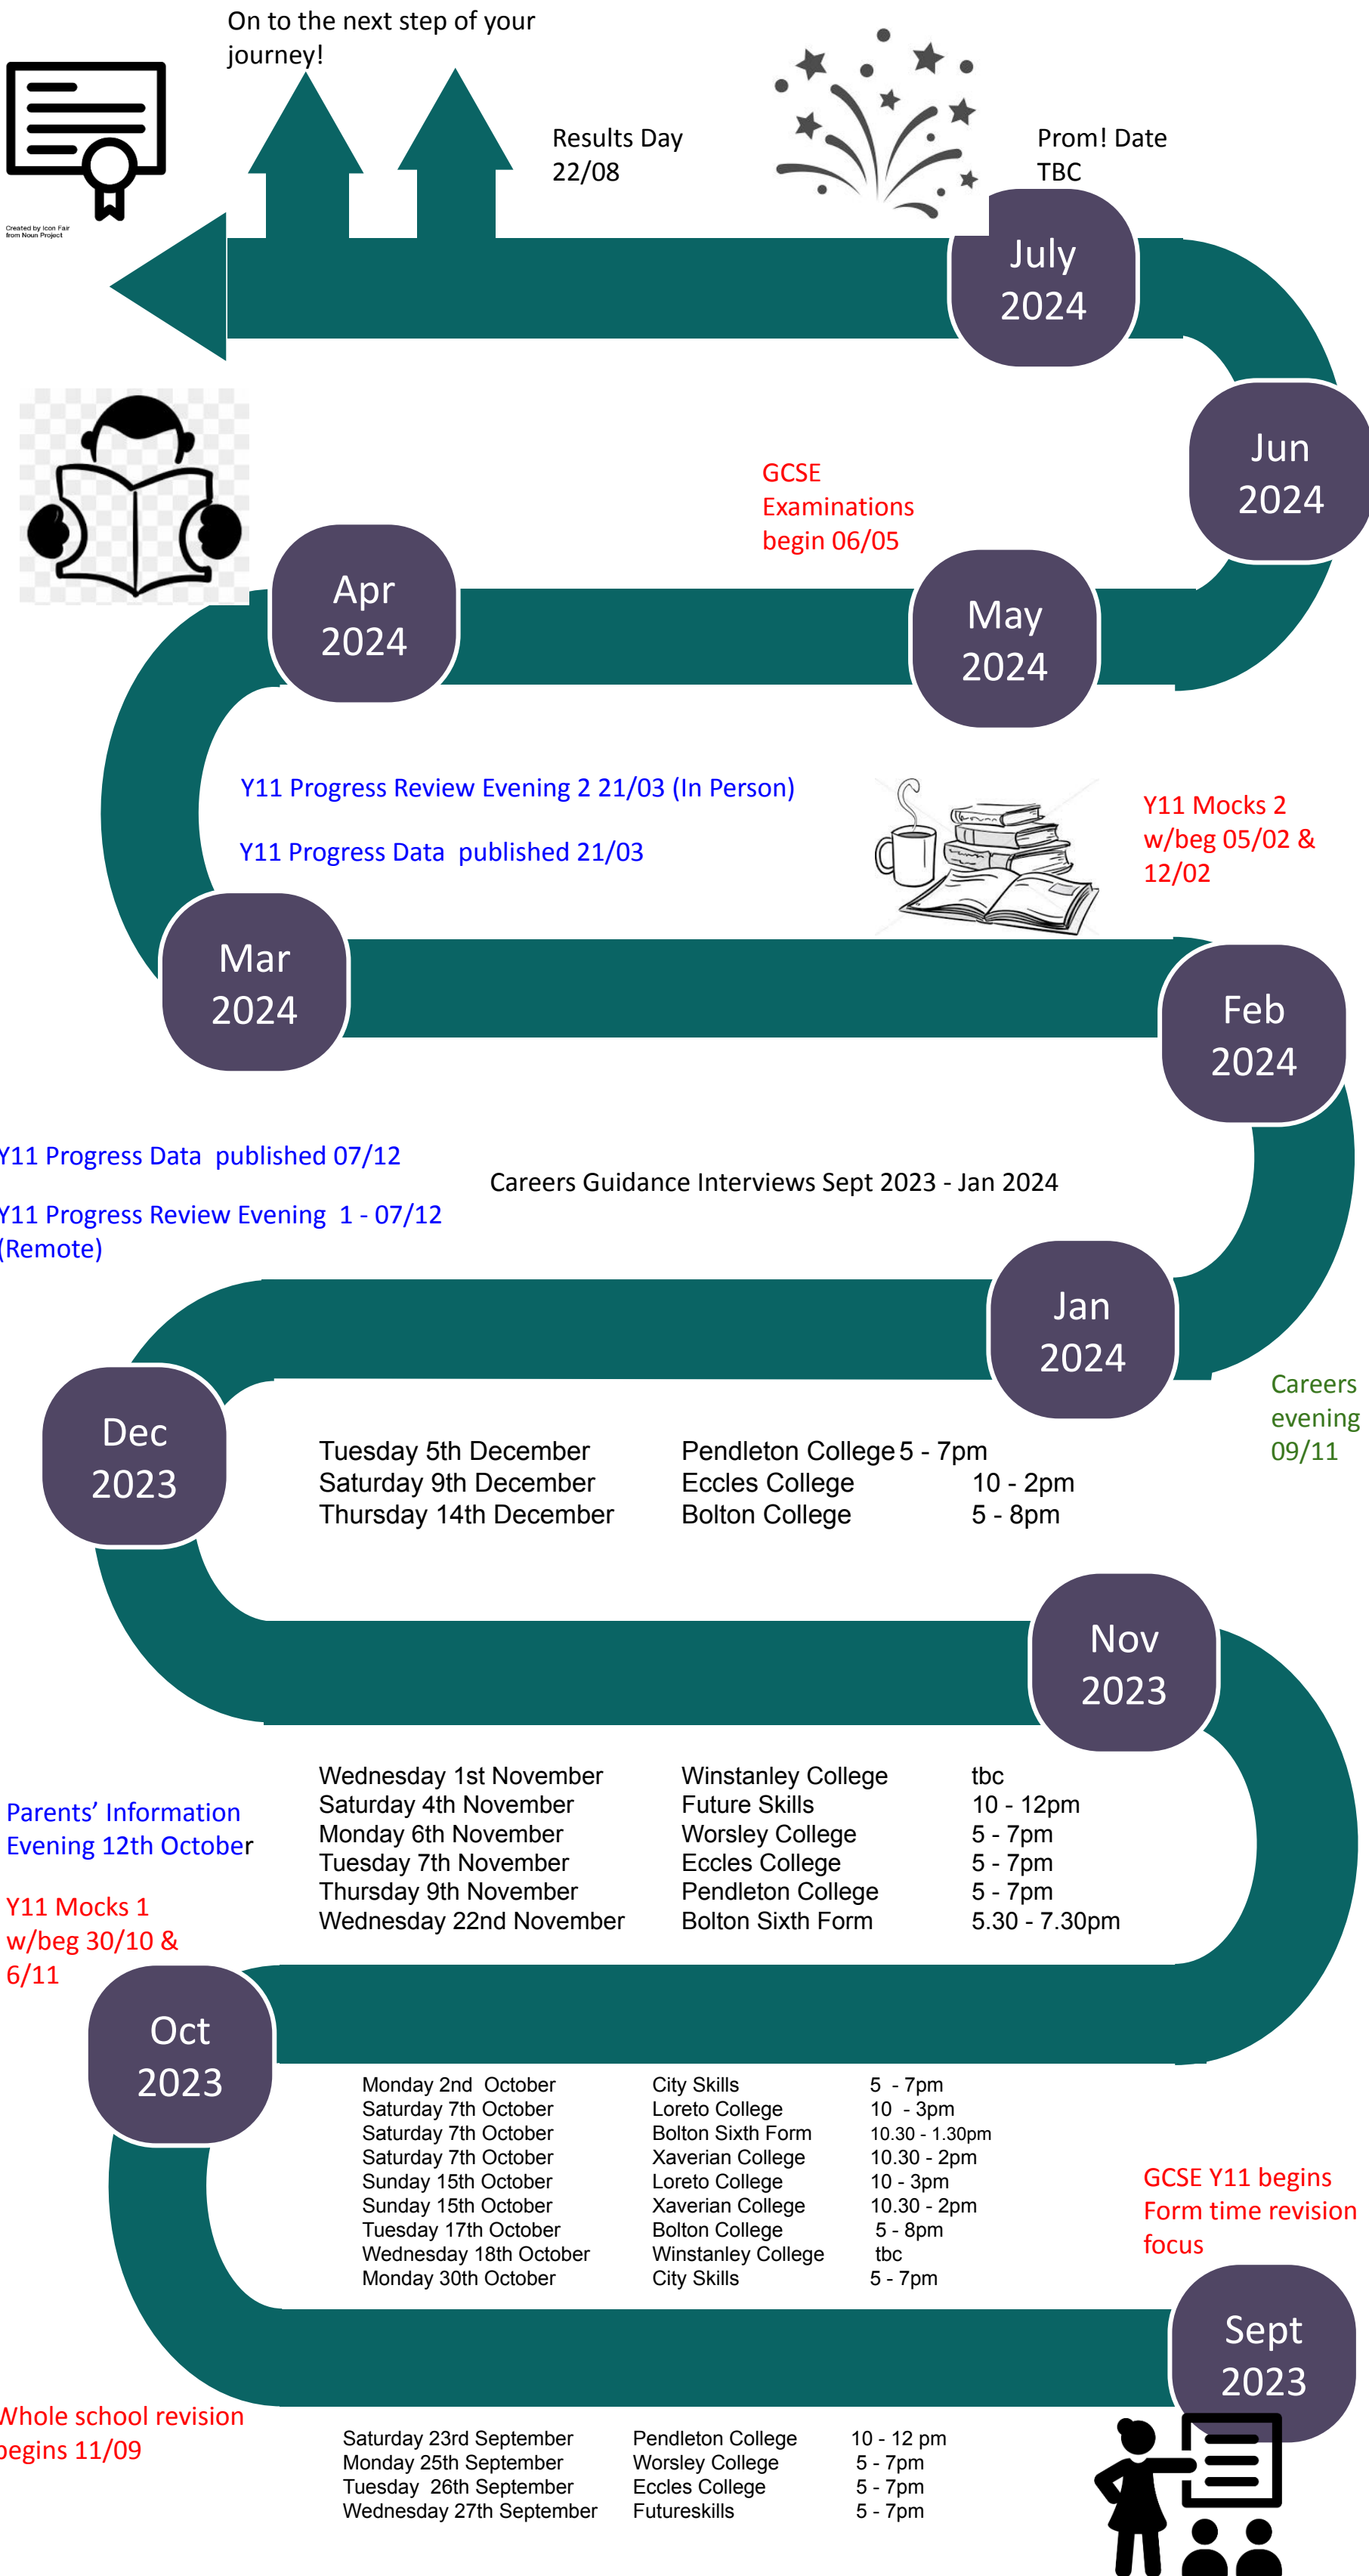 On to the next step of your
journey!
Results Day
22/08
Prom! Date
TBC
Created by Icon Fair
from Noun Project
July
2024
Jun
2024
GCSE
Examinations
begin 06/05
Apr
2024
May
2024
Y11 Progress Review Evening 2 21/03 (In Person)
Y11 Progress Data published 21/03
Y11 Mocks 2
w/beg 05/02 &
12/02
Mar
2024
Feb
2024
Y11 Progress Data published 07/12
Y11 Progress Review Evening 1 - 07/12
(Remote)
Careers Guidance Interviews Sept 2023 - Jan 2024
Jan
2024
Careers
evening
09/11
Dec
2023
Tuesday 5th December Pendleton College 5 - 7pm
Saturday 9th December Eccles College 10 - 2pm
Thursday 14th December Bolton College 5 - 8pm
Nov
2023
Parents’ Information
Evening 12th October
Y11 Mocks 1
w/beg 30/10 &
6/11
Wednesday 1st November Winstanley College tbc
Saturday 4th November Future Skills 10 - 12pm
Monday 6th November Worsley College 5 - 7pm
Tuesday 7th November Eccles College 5 - 7pm
Thursday 9th November Pendleton College 5 - 7pm
Wednesday 22nd November Bolton Sixth Form 5.30 - 7.30pm
Oct
2023
Monday 2nd October City Skills 5 - 7pm
Saturday 7th October Loreto College 10 - 3pm
Saturday 7th October Bolton Sixth Form 10.30 - 1.30pm
Saturday 7th October Xaverian College 10.30 - 2pm
Sunday 15th October Loreto College 10 - 3pm
Sunday 15th October Xaverian College 10.30 - 2pm
Tuesday 17th October Bolton College 5 - 8pm
Wednesday 18th October Winstanley College tbc
Monday 30th October City Skills 5 - 7pm
GCSE Y11 begins
Form time revision
focus
Sept
2023
Whole school revision
begins 11/09
Saturday 23rd September Pendleton College 10 - 12 pm
Monday 25th September Worsley College 5 - 7pm
Tuesday 26th September Eccles College 5 - 7pm
Wednesday 27th September Futureskills 5 - 7pm